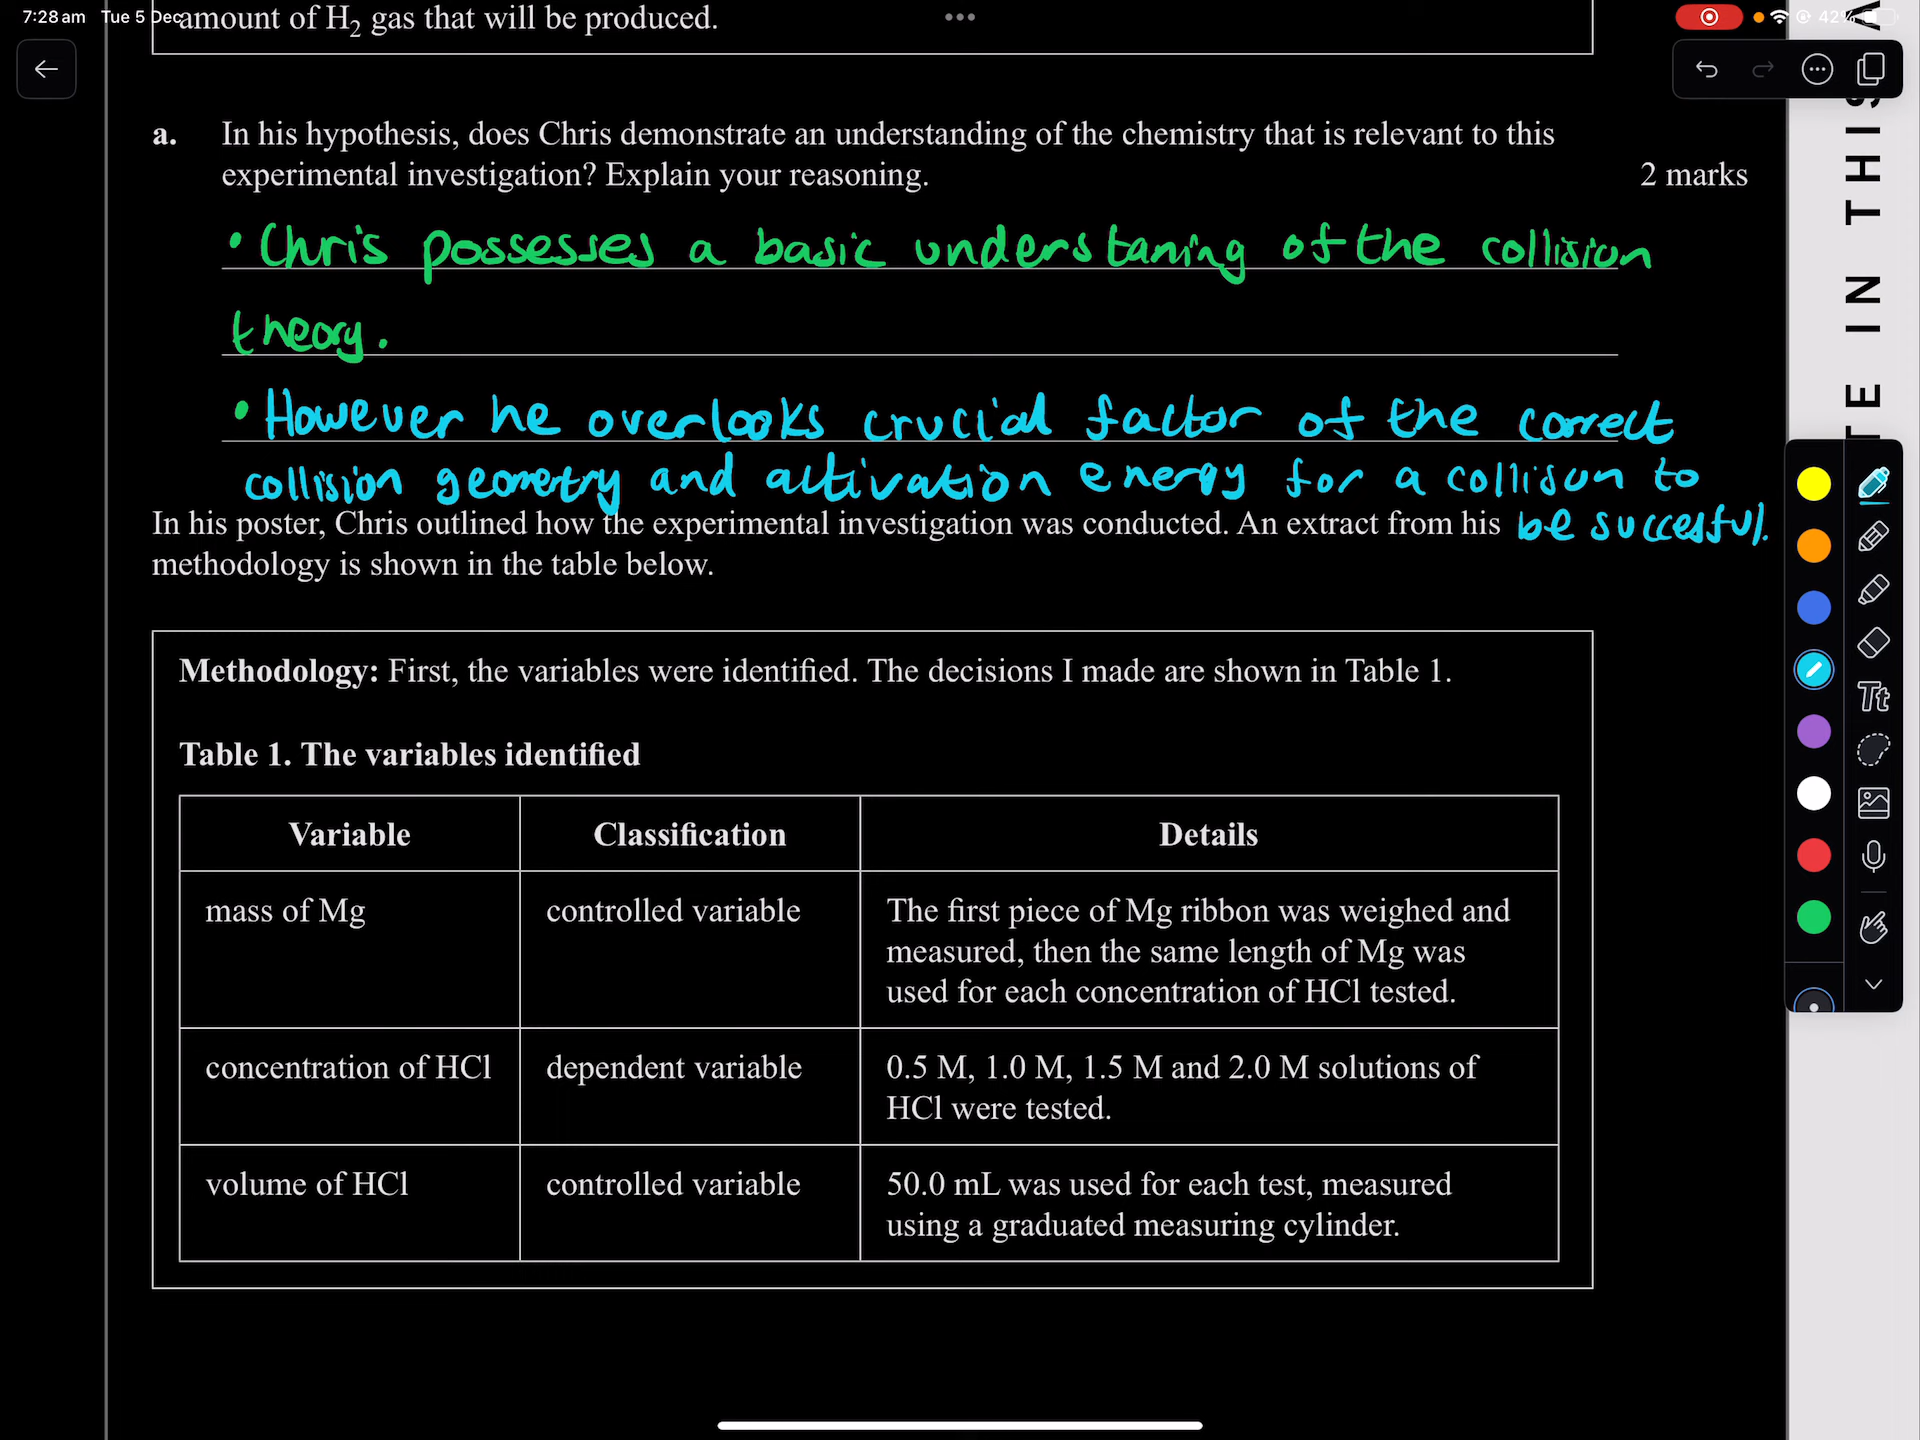 7:28 am Tue 5 Dec
42%
amount of H₂ gas that will be produced.
a. In his hypothesis, does Chris demonstrate an understanding of the chemistry that is relevant to this
experimental investigation? Explain your reasoning. 2 marks
• Chris possesses a basic understaning of the collision
theory.
• However he overlooks crucial factor of the correct
collision geometry and activation energy for a collison to
be succesful.
In his poster, Chris outlined how the experimental investigation was conducted. An extract from his
methodology is shown in the table below.
Methodology: First, the variables were identified. The decisions I made are shown in Table 1.
Table 1. The variables identified
Variable Classification Details
mass of Mg controlled variable The first piece of Mg ribbon was weighed and
measured, then the same length of Mg was
used for each concentration of HCl tested.
concentration of HCl dependent variable 0.5 M, 1.0 M, 1.5 M and 2.0 M solutions of
HCl were tested.
volume of HCl controlled variable 50.0 mL was used for each test, measured
using a graduated measuring cylinder.
IN THIS
Tt